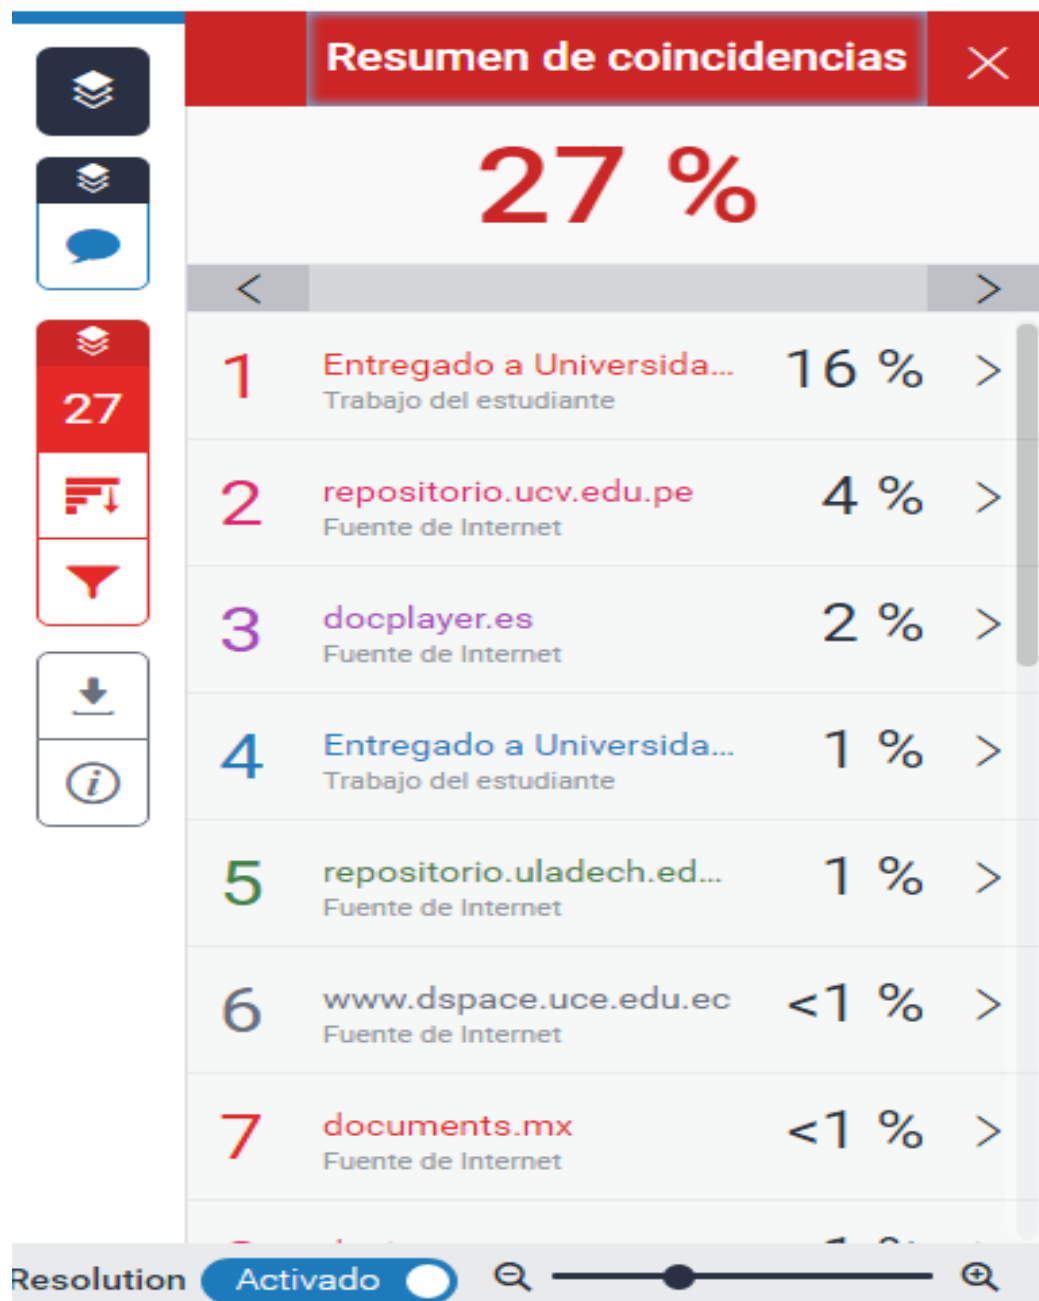 Resumen de coincidencias
27 %
27
1 Entregado a Universida... 16 %
Trabajo del estudiante
2 repositorio.ucv.edu.pe 4 %
Fuente de Internet
3 docplayer.es 2 %
Fuente de Internet
4 Entregado a Universida... 1 %
Trabajo del estudiante
5 repositorio.uladech.ed... 1 %
Fuente de Internet
6 www.dspace.uce.edu.ec <1 %
Fuente de Internet
7 documents.mx <1 %
Fuente de Internet
Resolution Activado